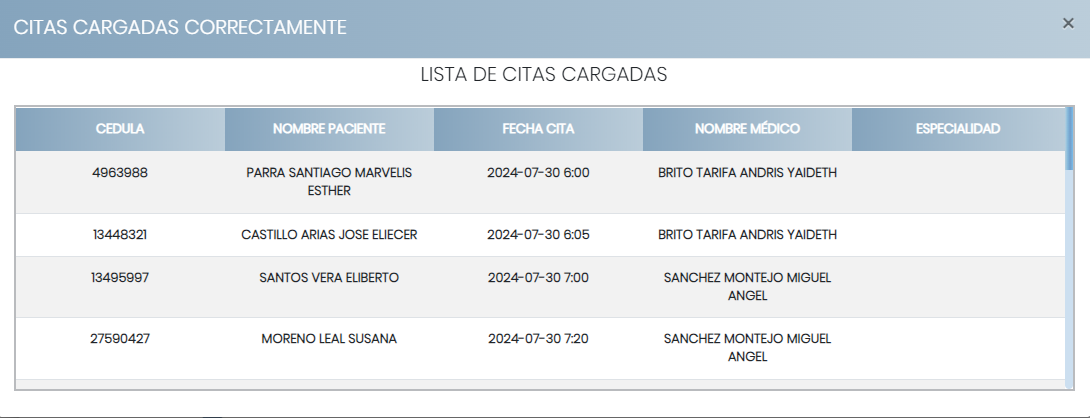 CITAS CARGADAS CORRECTAMENTE ×
LISTA DE CITAS CARGADAS
CEDULA NOMBRE PACIENTE FECHA CITA NOMBRE MÉDICO ESPECIALIDAD
4963988 PARRA SANTIAGO MARVELIS 2024-07-30 6:00 BRITO TARIFA ANDRIS YAIDETH
ESTHER
13448321 CASTILLO ARIAS JOSE ELIECER 2024-07-30 6:05 BRITO TARIFA ANDRIS YAIDETH
13495997 SANTOS VERA ELIBERTO 2024-07-30 7:00 SANCHEZ MONTEJO MIGUEL
ANGEL
27590427 MORENO LEAL SUSANA 2024-07-30 7:20 SANCHEZ MONTEJO MIGUEL
ANGEL